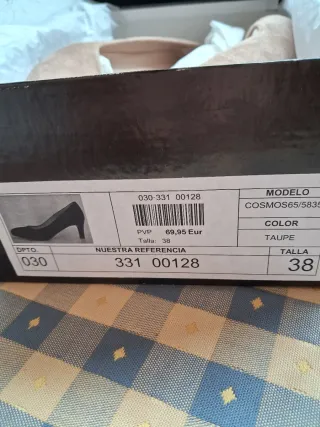 030-331 00128
PVP 69,95 Eur
Talla: 38
MODELO
COSMOS65/5835
COLOR
TAUPE
DPTO. NUESTRA REFERENCIA TALLA
030 331 00128 38